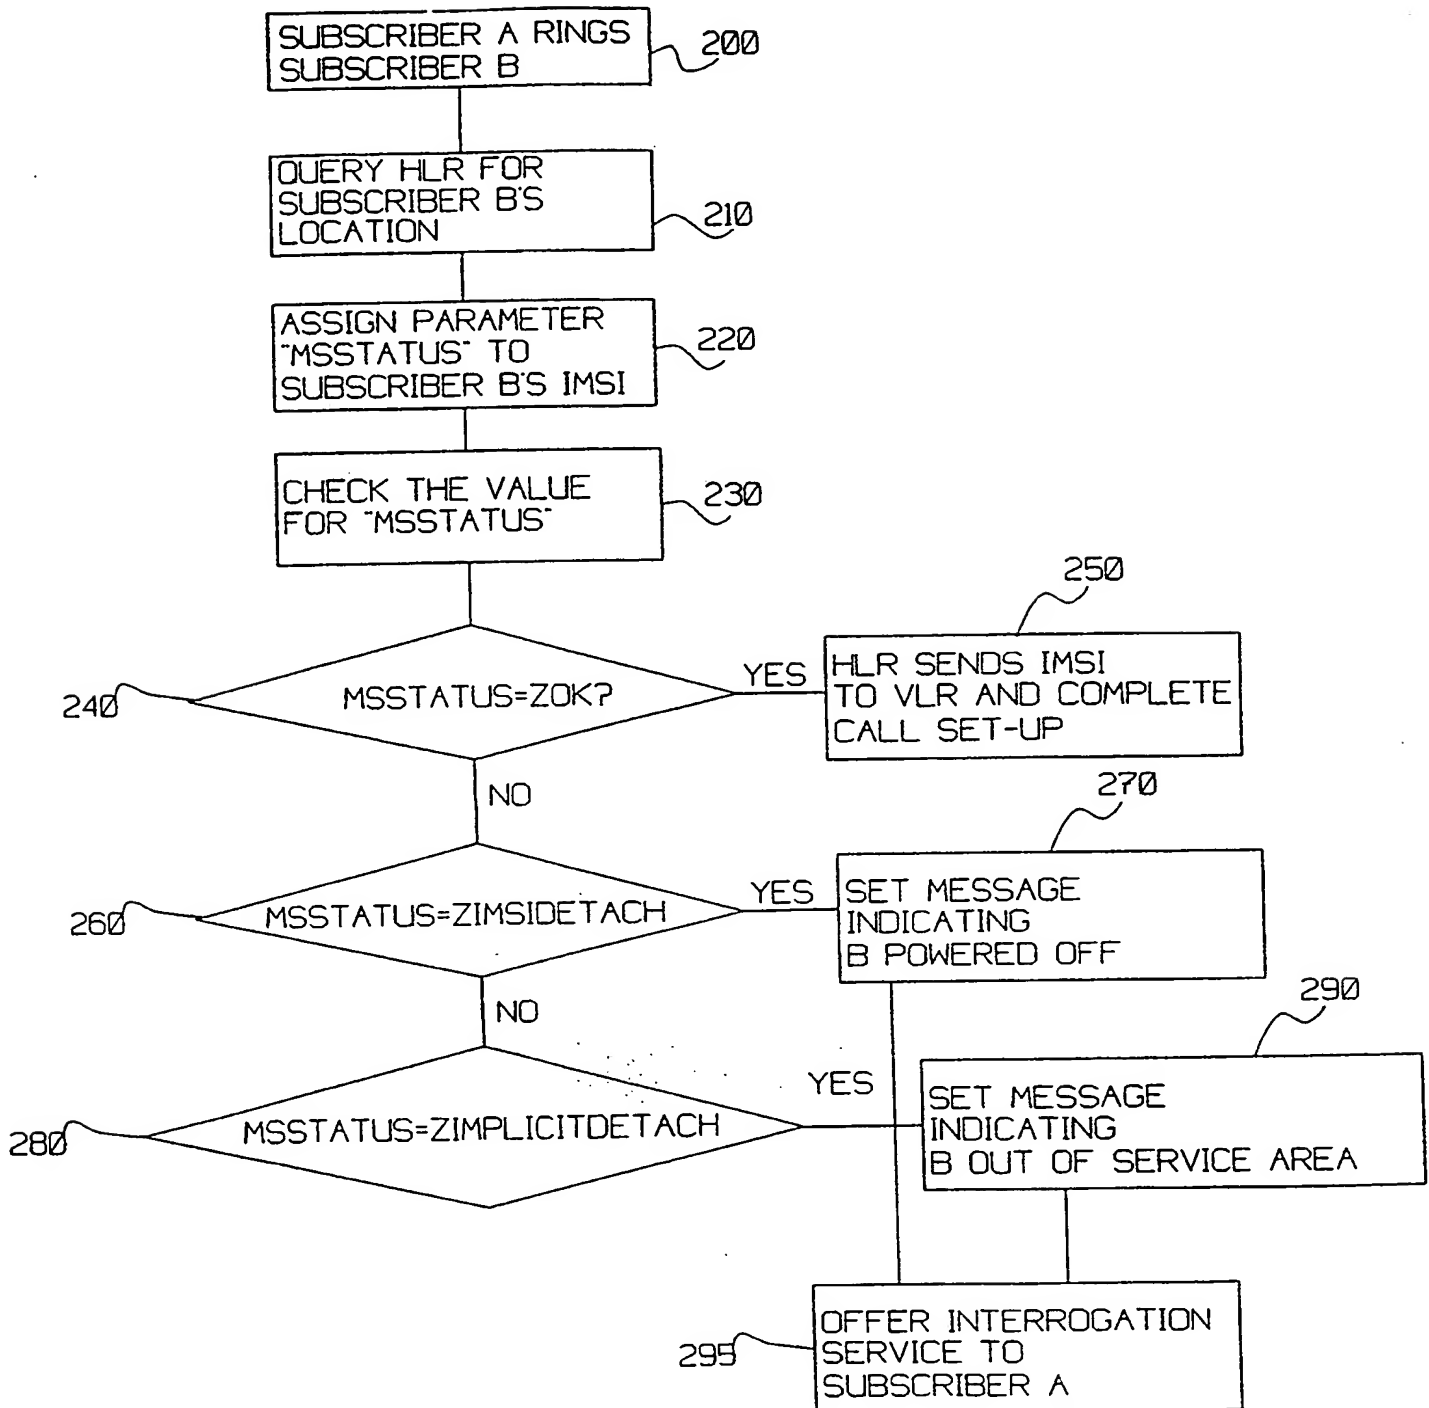 SUBSCRIBER A RINGS
SUBSCRIBER B
200
QUERY HLR FOR
SUBSCRIBER B'S
LOCATION
210
ASSIGN PARAMETER
"MSSTATUS" TO
SUBSCRIBER B'S IMSI
220
CHECK THE VALUE
FOR "MSSTATUS"
230
240
MSSTATUS=ZOK?
YES
250
HLR SENDS IMSI
TO VLR AND COMPLETE
CALL SET-UP
NO
260
MSSTATUS=ZIMSIDETACH
YES
270
SET MESSAGE
INDICATING
B POWERED OFF
NO
280
MSSTATUS=ZIMPLICITDETACH
YES
290
SET MESSAGE
INDICATING
B OUT OF SERVICE AREA
295
OFFER INTERROGATION
SERVICE TO
SUBSCRIBER A